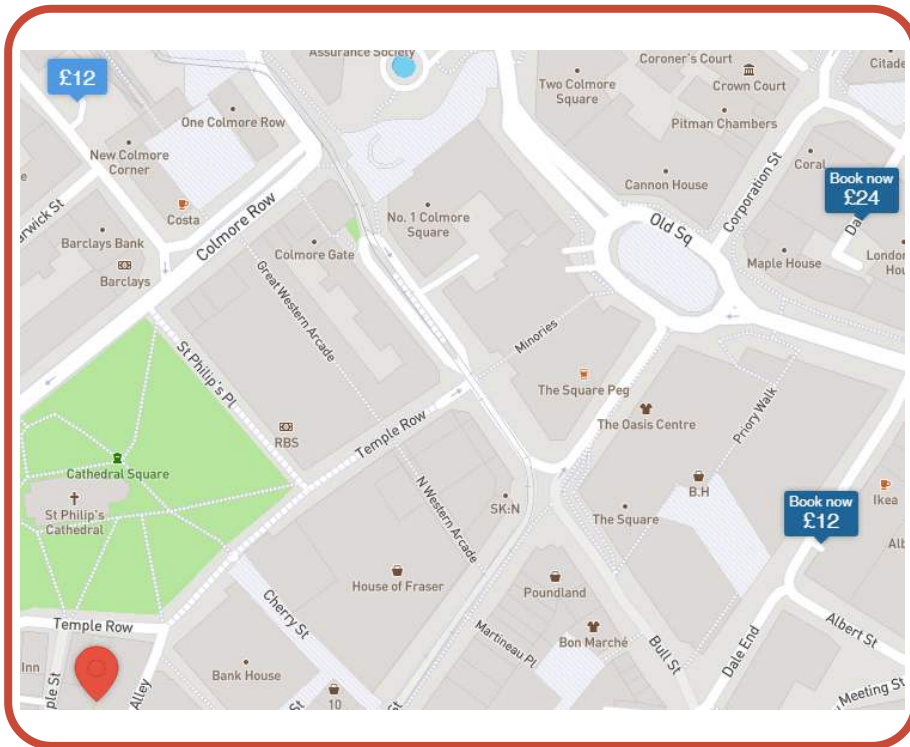 Assurance Society
£12
One Colmore Row
New Colmore
Corner
Costa
Colmore Row
Barclays Bank
Barclays
Colmore Gate
Great Western Arcade
No. 1 Colmore
Square
Two Colmore
Square
Coroner's Court
Crown Court
Pitman Chambers
Cannon House
Corporation St
Coral
Book now
£24
Old Sq
Maple House
St Philip's Pl
Minories
The Square Peg
The Oasis Centre
Priory Walk
RBS
Temple Row
Cathedral Square
St Philip's
Cathedral
N Western Arcade
SK:N
The Square
B.H
Book now
£12
Ikea
House of Fraser
Poundland
Cherry St
Martineau Pl
Bon Marché
Bull St
Dale End
Albert St
Temple Row
Inn
Bank House
10
Alley
St
St
Meeting St